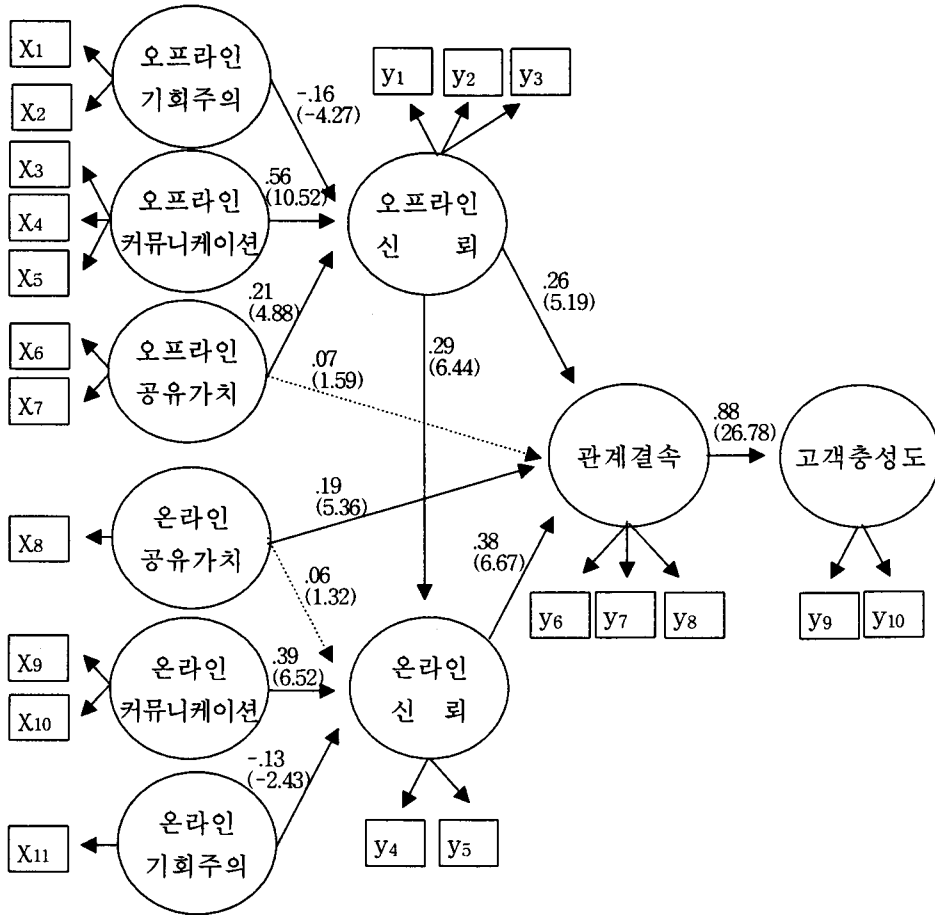 X1
X2
오프라인
기회주의
-.16
(-4.27)
y1
y2
y3
X3
X4
X5
오프라인
커뮤니케이션
.56
(10.52)
오프라인
신 뢰
X6
X7
오프라인
공유가치
.21
(4.88)
.07
(1.59)
.29
(6.44)
.26
(5.19)
관계결속
.88
(26.78)
고객충성도
X8
온라인
공유가치
.19
(5.36)
.06
(1.32)
.38
(6.67)
y6
y7
y8
y9
y10
X9
X10
온라인
커뮤니케이션
.39
(6.52)
온라인
신 뢰
X11
온라인
기회주의
-.13
(-2.43)
y4
y5